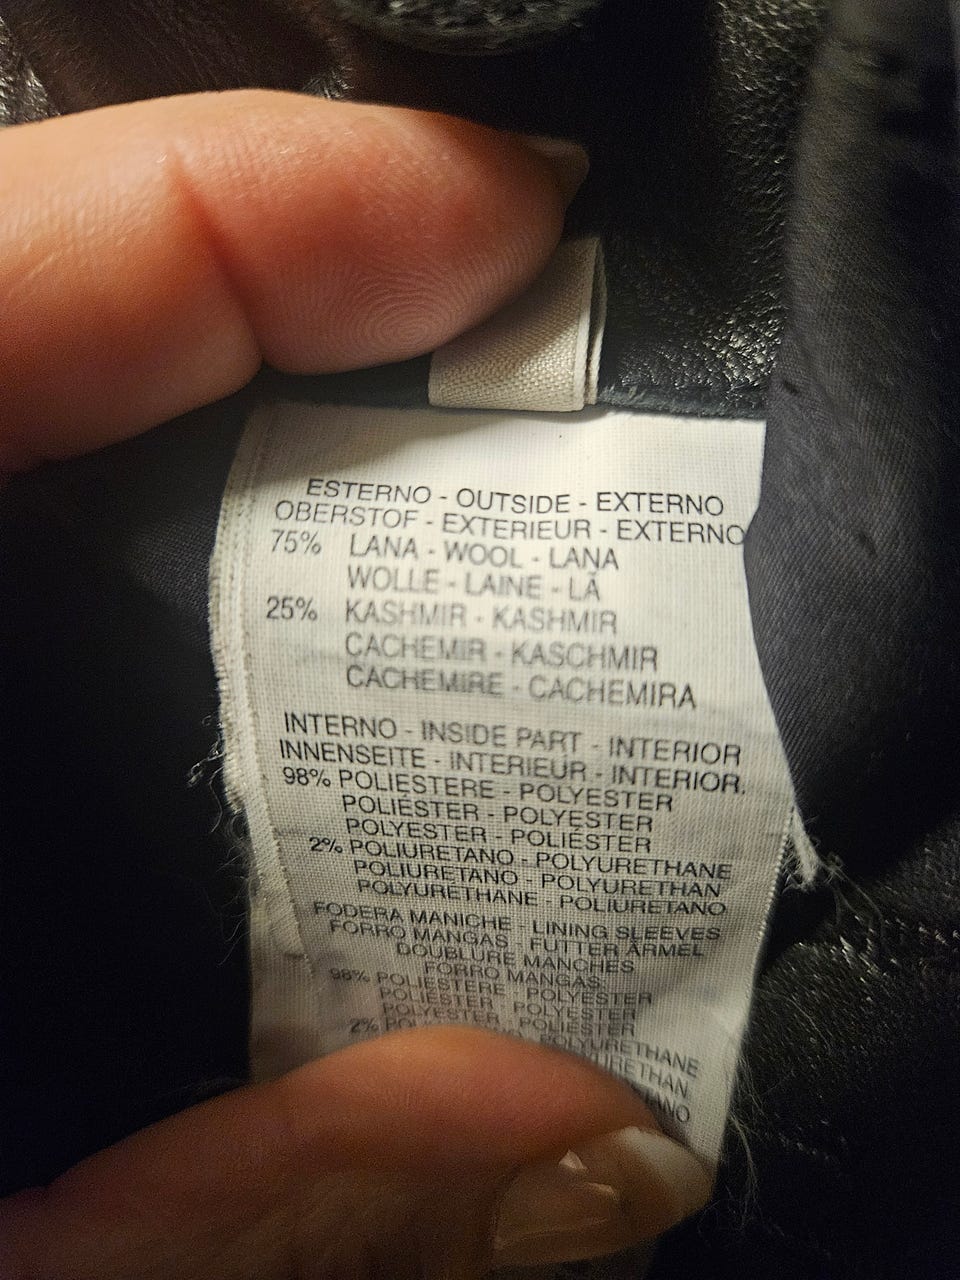 ESTERNO - OUTSIDE - EXTERNO
OBERSTOF - EXTERIEUR - EXTERNO
75% LANA - WOOL - LANA
WOLLE - LAINE - LÃ
25% KASHMIR - KASHMIR
CACHEMIR - KASCHMIR
CACHEMIRE - CACHEMIRA
INTERNO - INSIDE PART - INTERIOR
INNENSEITE - INTERIEUR - INTERIOR.
98% POLIESTERE - POLYESTER
POLIÉSTER - POLYESTER
POLYESTER - POLIÉSTER
2% POLIURETANO - POLYURETHANE
POLIURETANO - POLYURETHAN
POLYURETHANE - POLIURETANO
FODERA MANICHE - LINING SLEEVES
FORRO MANGAS - FUTTER ÄRMEL
DOUBLURE MANCHES
FORRO MANGAS.
98% POLIESTERE - POLYESTER
POLIÉSTER - POLYESTER
POLYESTER - POLIÉSTER
2% POLYURETHANE